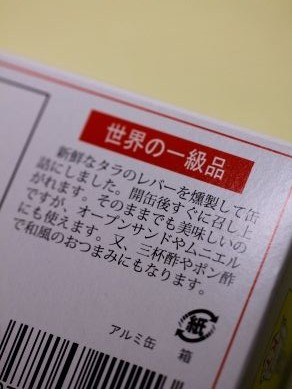 世界の一級品
新鮮なタラのレバーを燻製して缶
詰にしました。開缶後すぐに召し上
がれます。そのままでも美味しいの
ですが、オープンサンドやムニエル
にも使えます。又、三杯酢やポン酢
で和風のおつまみにもなります。
アルミ缶
紙
箱